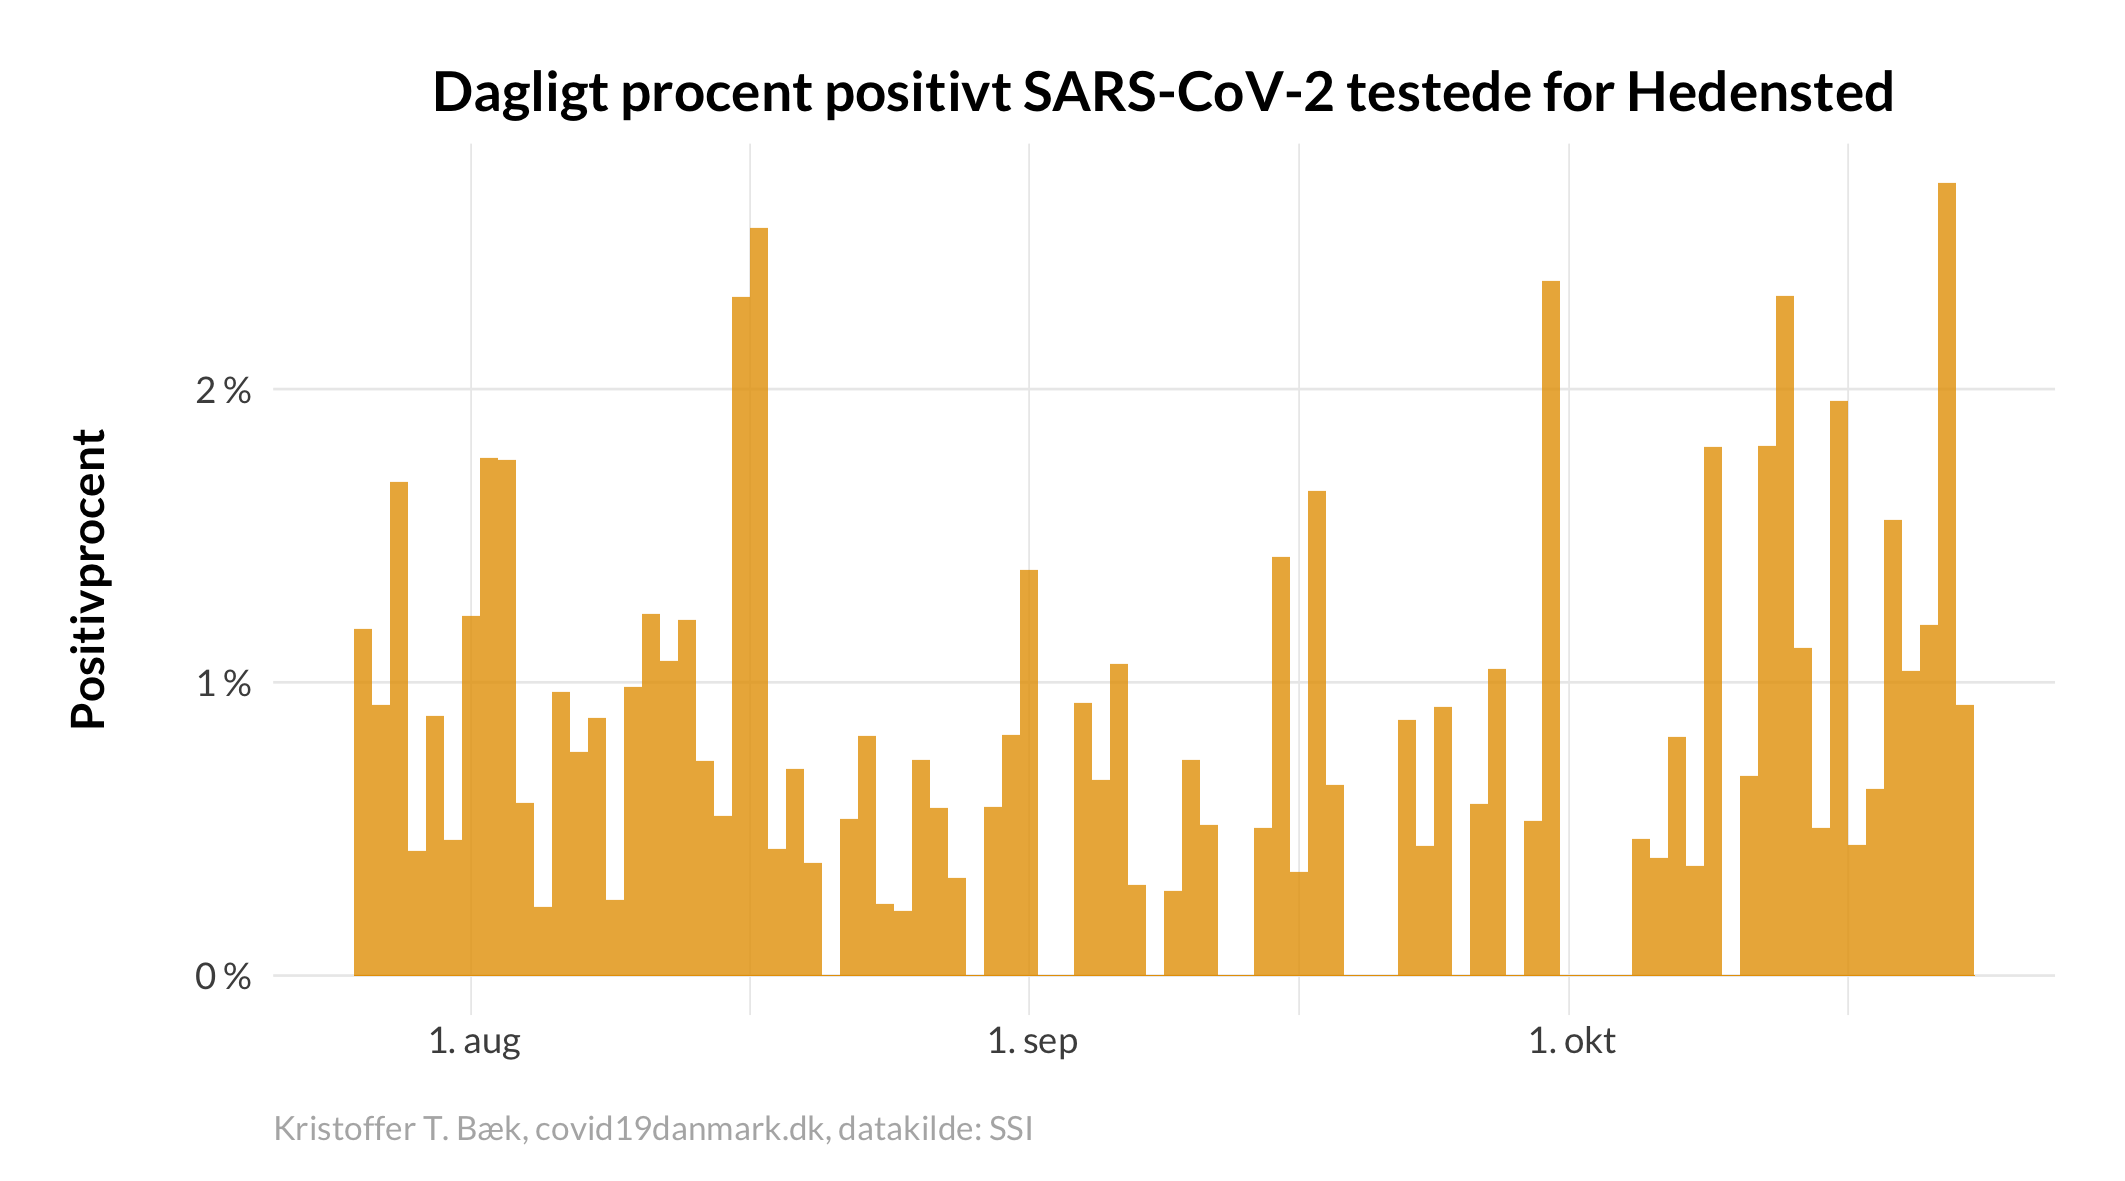 Dagligt procent positivt SARS-CoV-2 testede for Hedensted
Positivprocent
2 %
1 %
0 %
1. aug
1. sep
1. okt
Kristoffer T. Bæk, covid19danmark.dk, datakilde: SSI